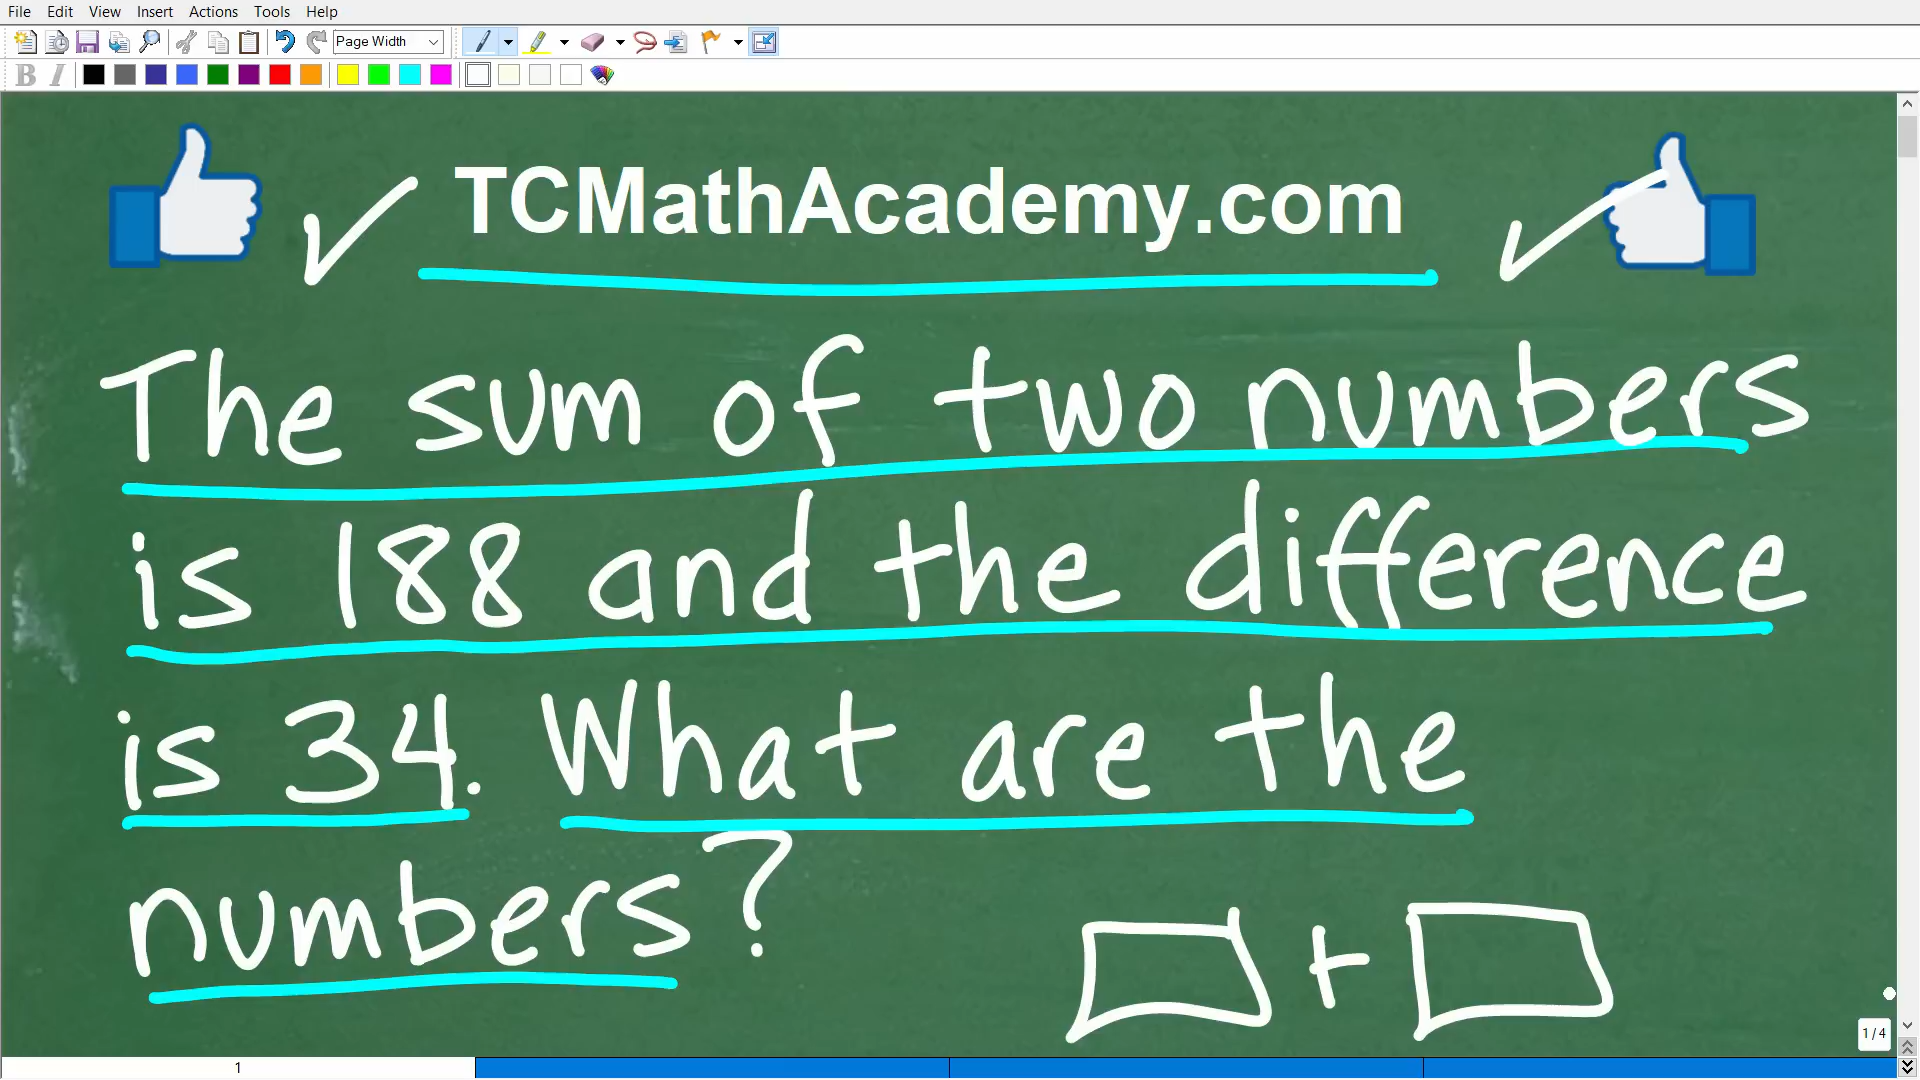 File Edit View Insert Actions Tools Help
Page Width
B I
TCMathAcademy.com
The sum of two numbers
is 188 and the difference
is 34. What are the
numbers?
+
1 / 4
1